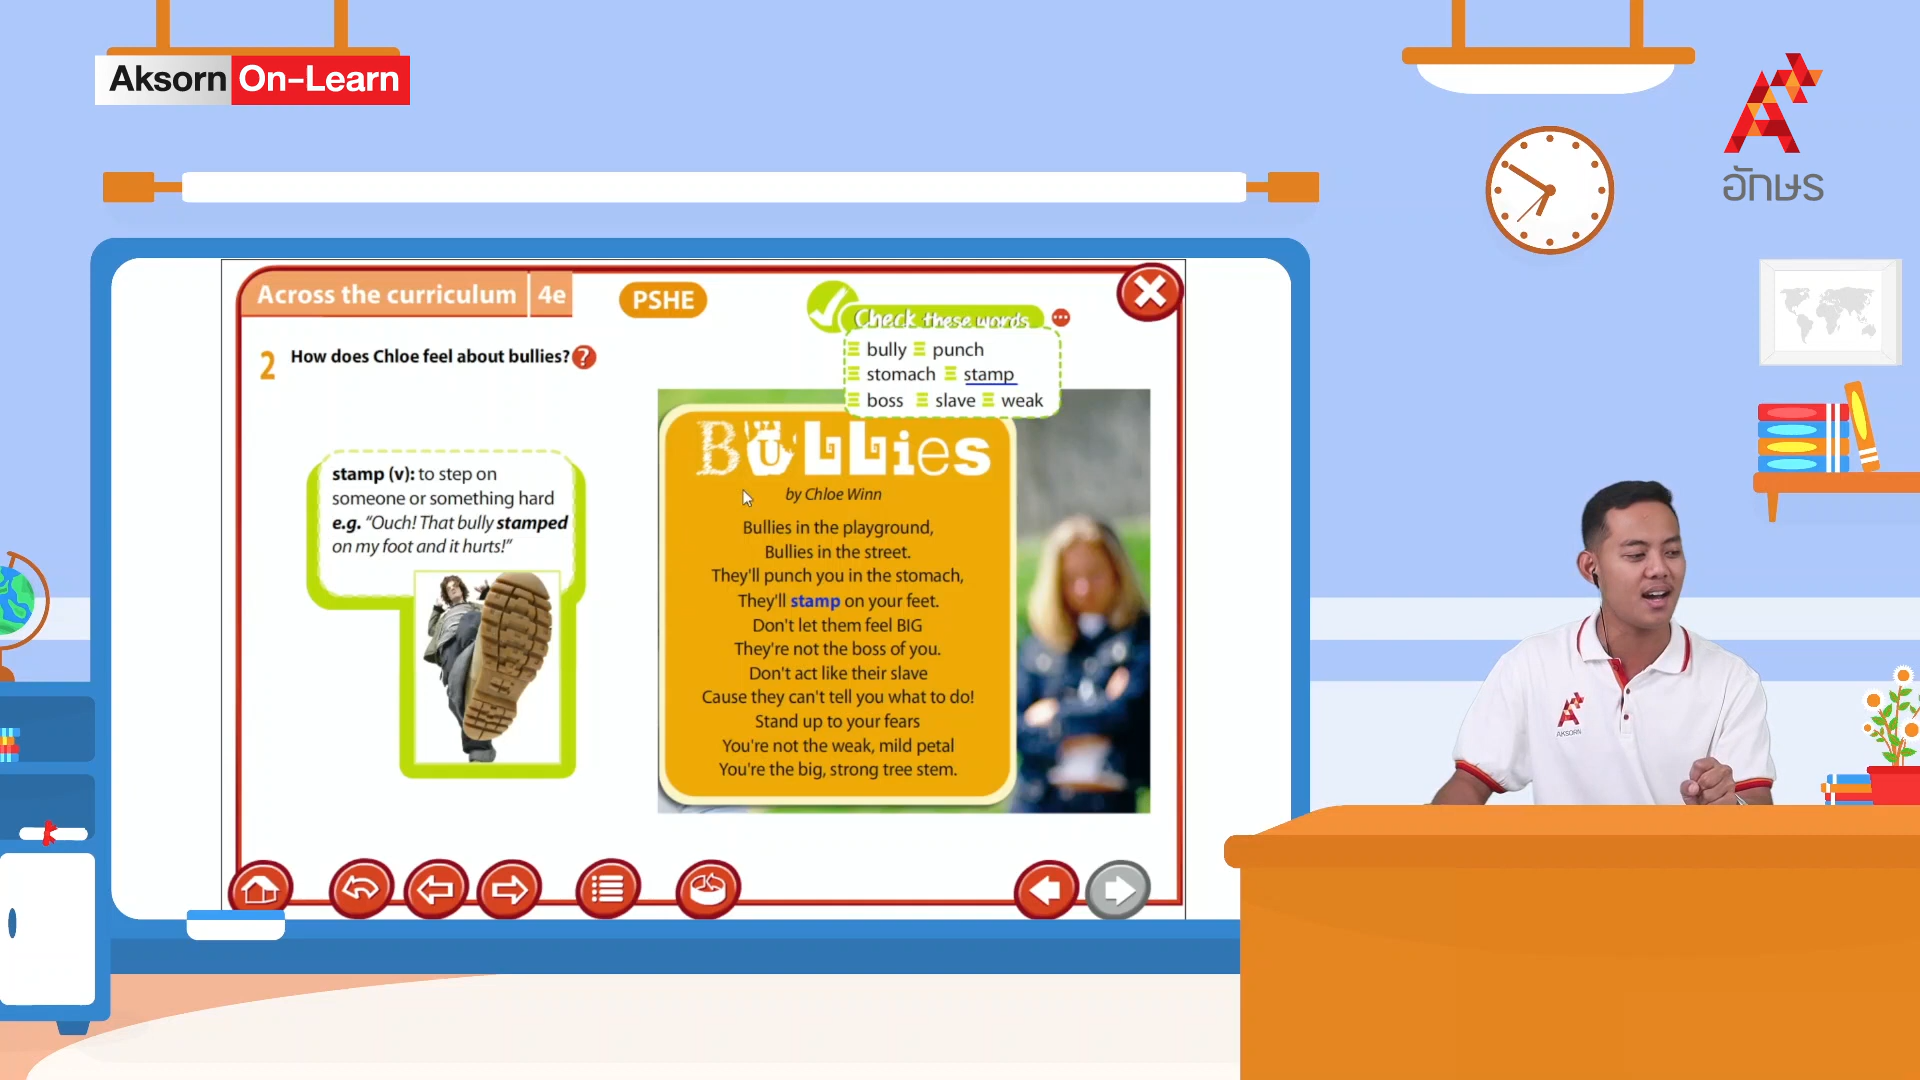 Aksorn On-Learn
อักษร
Across the curriculum 4e
PSHE
Check these words
bully punch
stomach stamp
boss slave weak
2 How does Chloe feel about bullies? ?
stamp (v): to step on
someone or something hard
e.g. “Ouch! That bully stamped
on my foot and it hurts!”
BULLies
by Chloe Winn
Bullies in the playground,
Bullies in the street.
They'll punch you in the stomach,
They'll stamp on your feet.
Don't let them feel BIG
They're not the boss of you.
Don't act like their slave
Cause they can't tell you what to do!
Stand up to your fears
You're not the weak, mild petal
You're the big, strong tree stem.
AKSORN